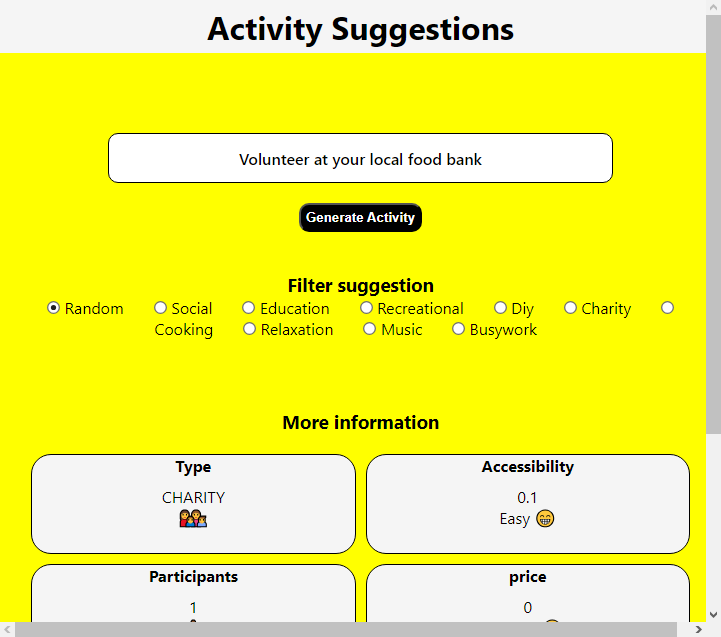 Activity Suggestions
Volunteer at your local food bank
Generate Activity
Filter suggestion
Random Social Education Recreational Diy Charity
Cooking Relaxation Music Busywork
More information
Type
CHARITY
Accessibility
0.1
Easy 😁
Participants
1
price
0